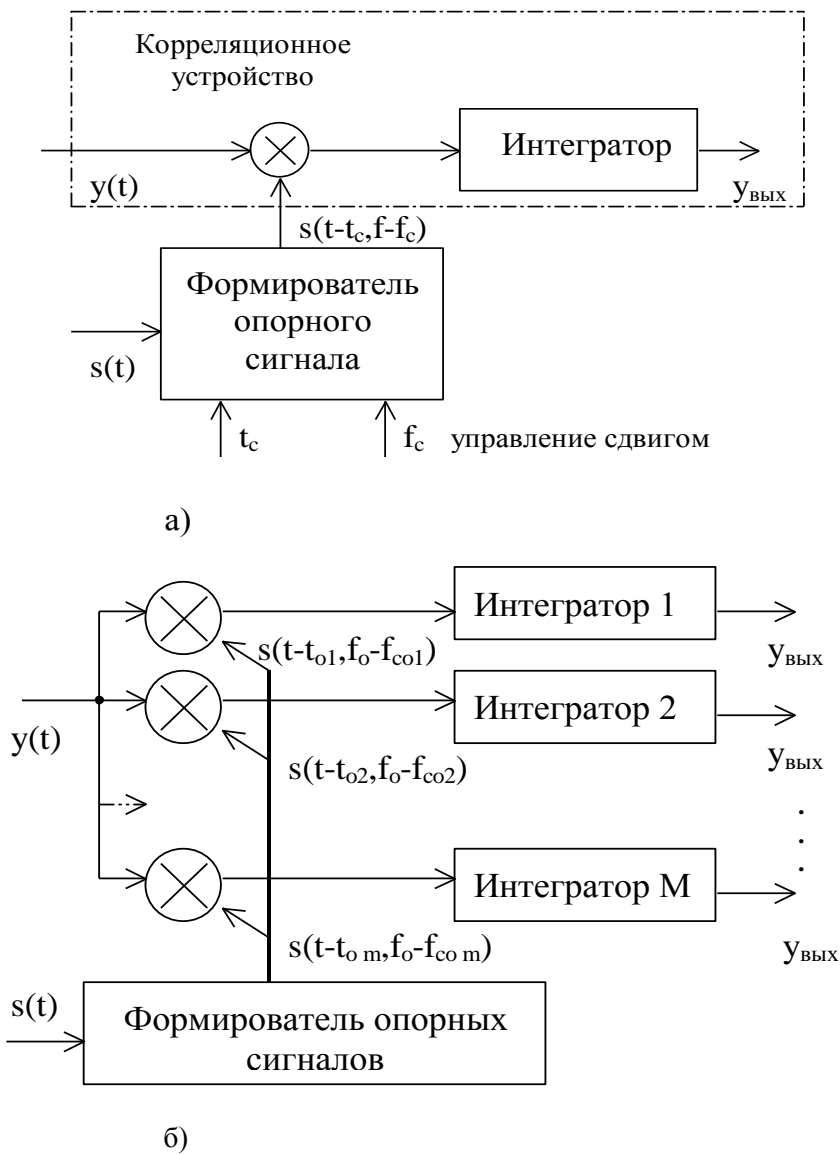 Корреляционное
устройство
Интегратор
y(t)
yвых
s(t-tc,f-fc)
Формирователь
опорного
сигнала
s(t)
tc
fc управление сдвигом
а)
Интегратор 1
s(t-to1,fo-fco1)
yвых
Интегратор 2
y(t)
yвых
s(t-to2,fo-fco2)
.
.
.
Интегратор М
s(t-to m,fo-fco m)
yвых
s(t)
Формирователь опорных
сигналов
б)